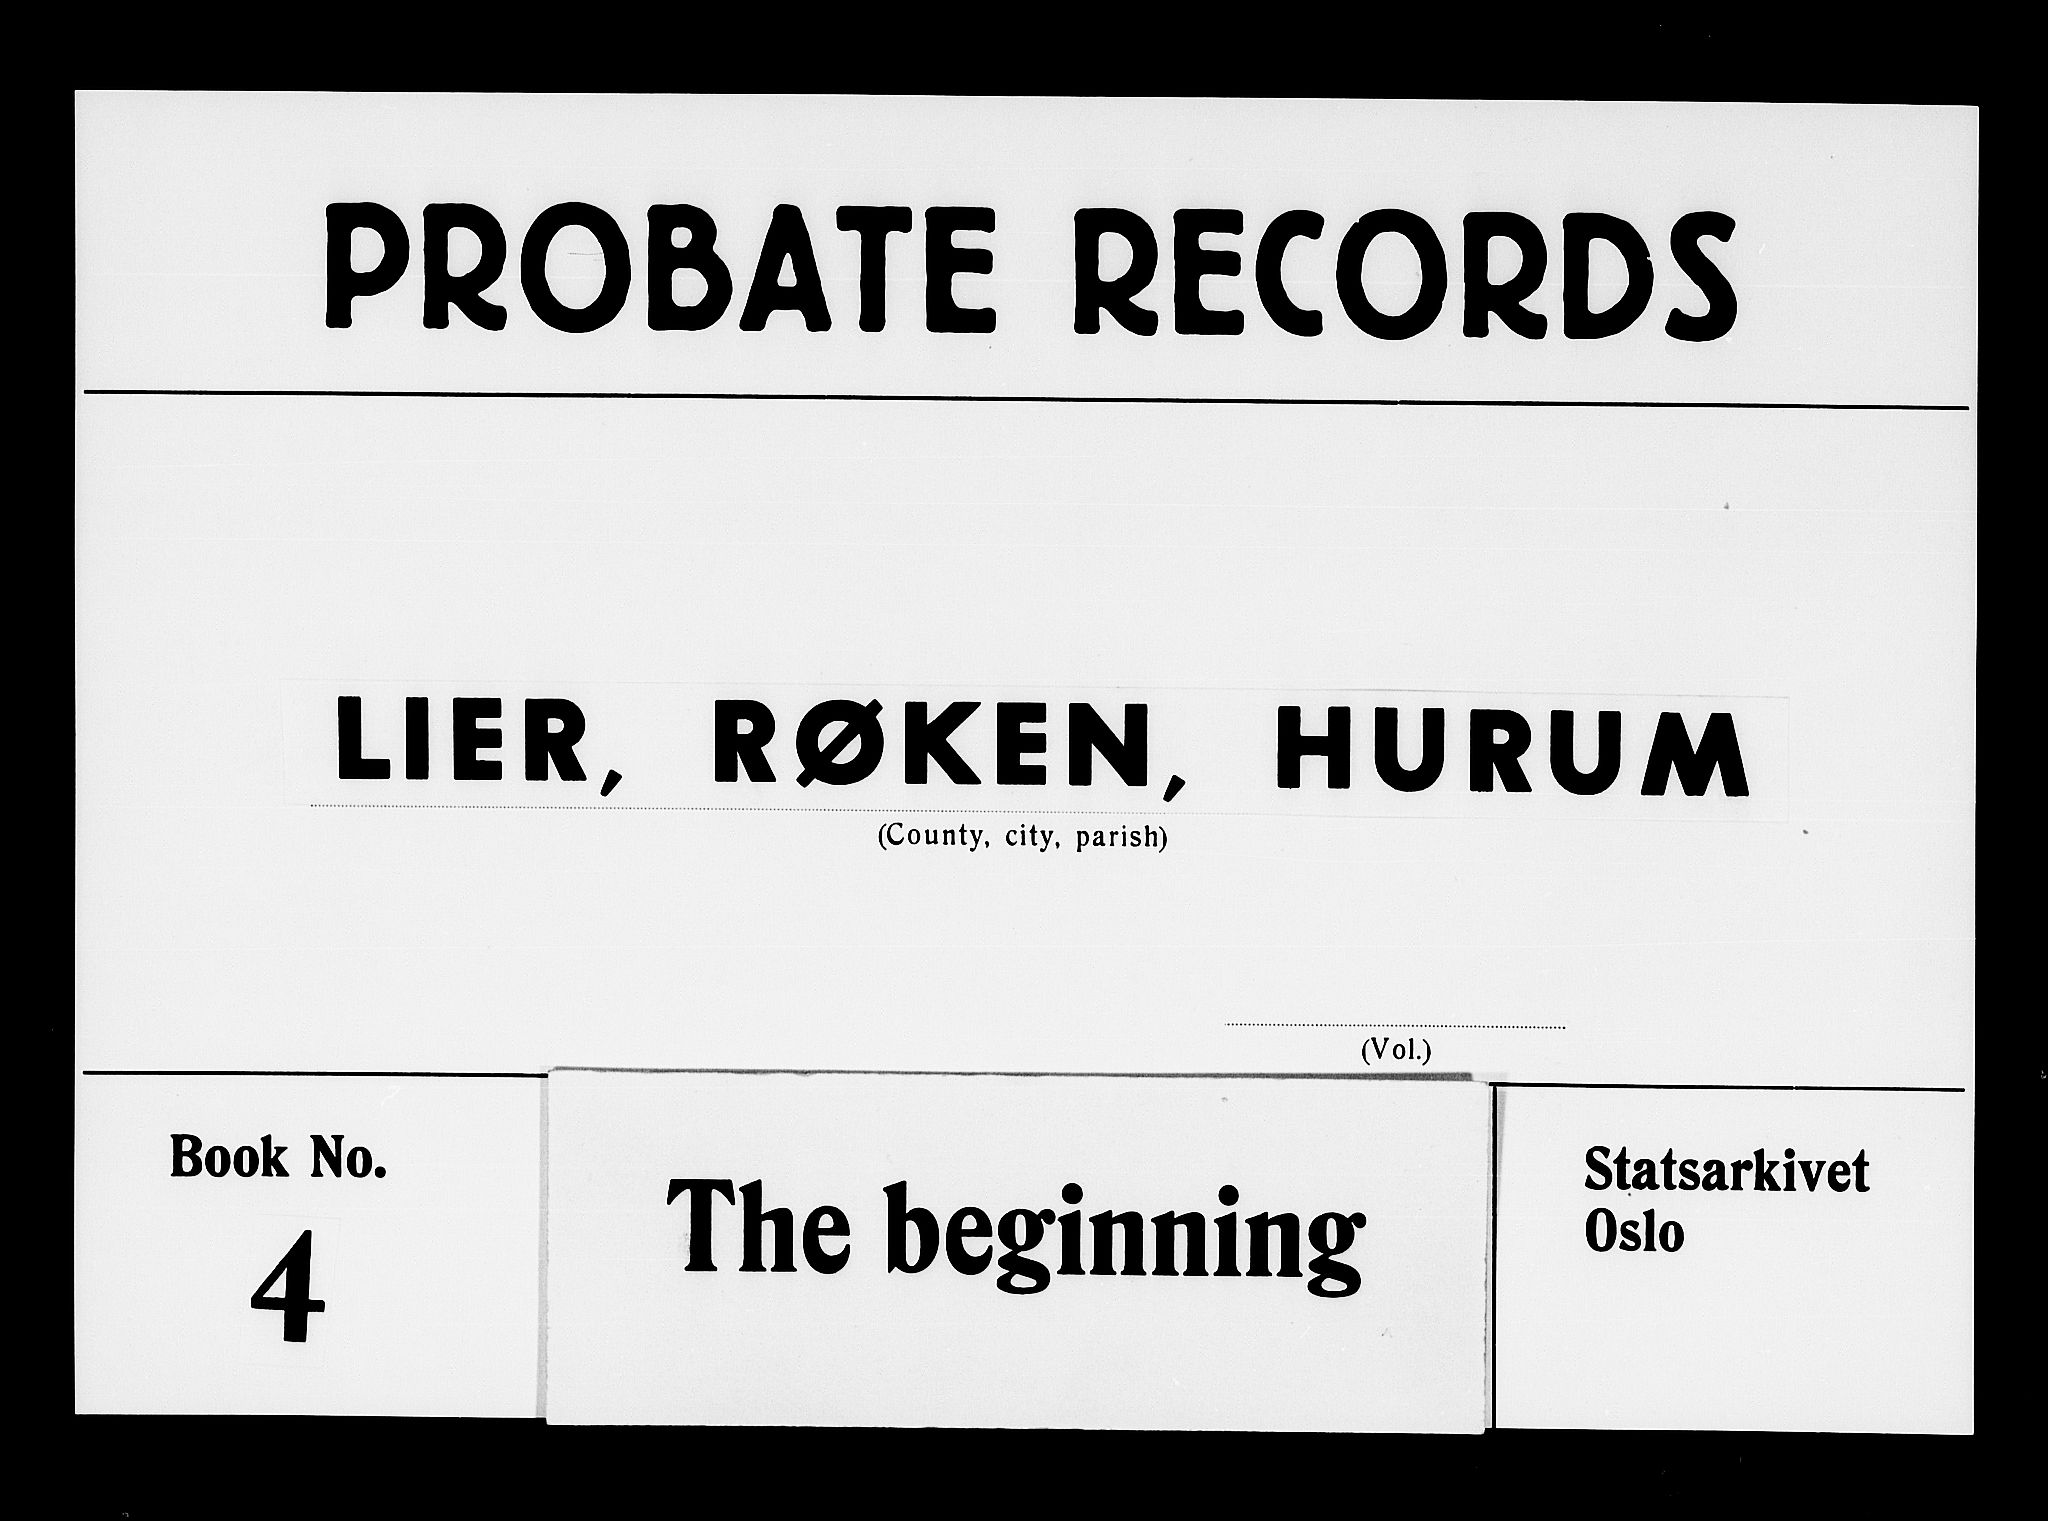 PROBATE RECORDS
LIER, RØKEN, HURUM
(County, city, parish)
(Vol.)
Book No.
4
The beginning
Statsarkivet
Oslo